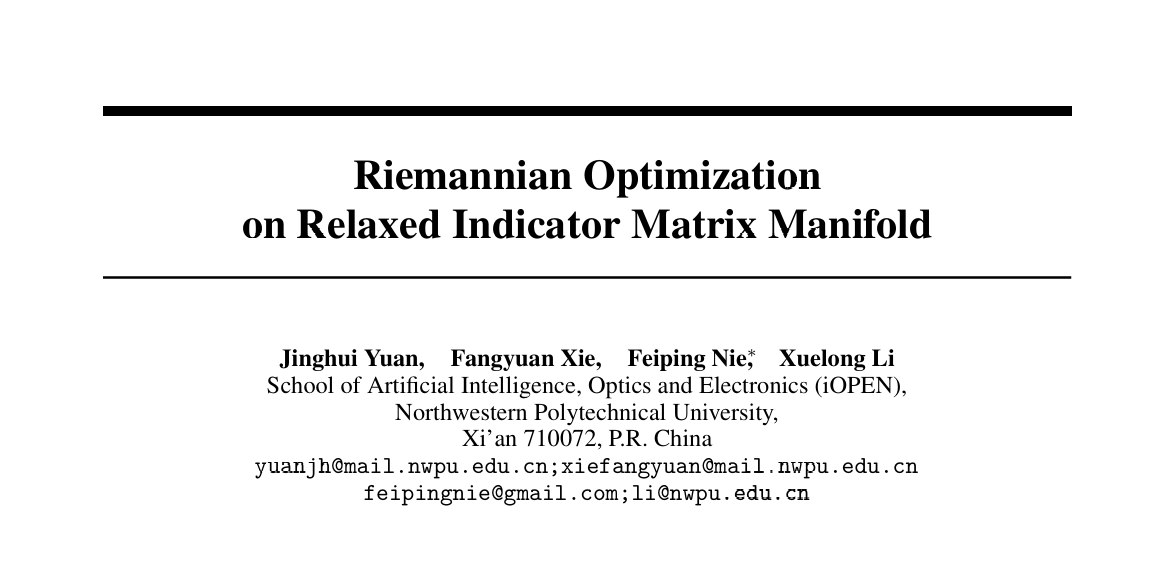 Riemannian Optimization
on Relaxed Indicator Matrix Manifold
Jinghui Yuan, Fangyuan Xie, Feiping Nie,* Xuelong Li
School of Artificial Intelligence, Optics and Electronics (iOPEN),
Northwestern Polytechnical University,
Xi'an 710072, P.R. China
yuanjh@mail.nwpu.edu.cn;xiefangyuan@mail.nwpu.edu.cn
feipingnie@gmail.com;li@nwpu.edu.cn